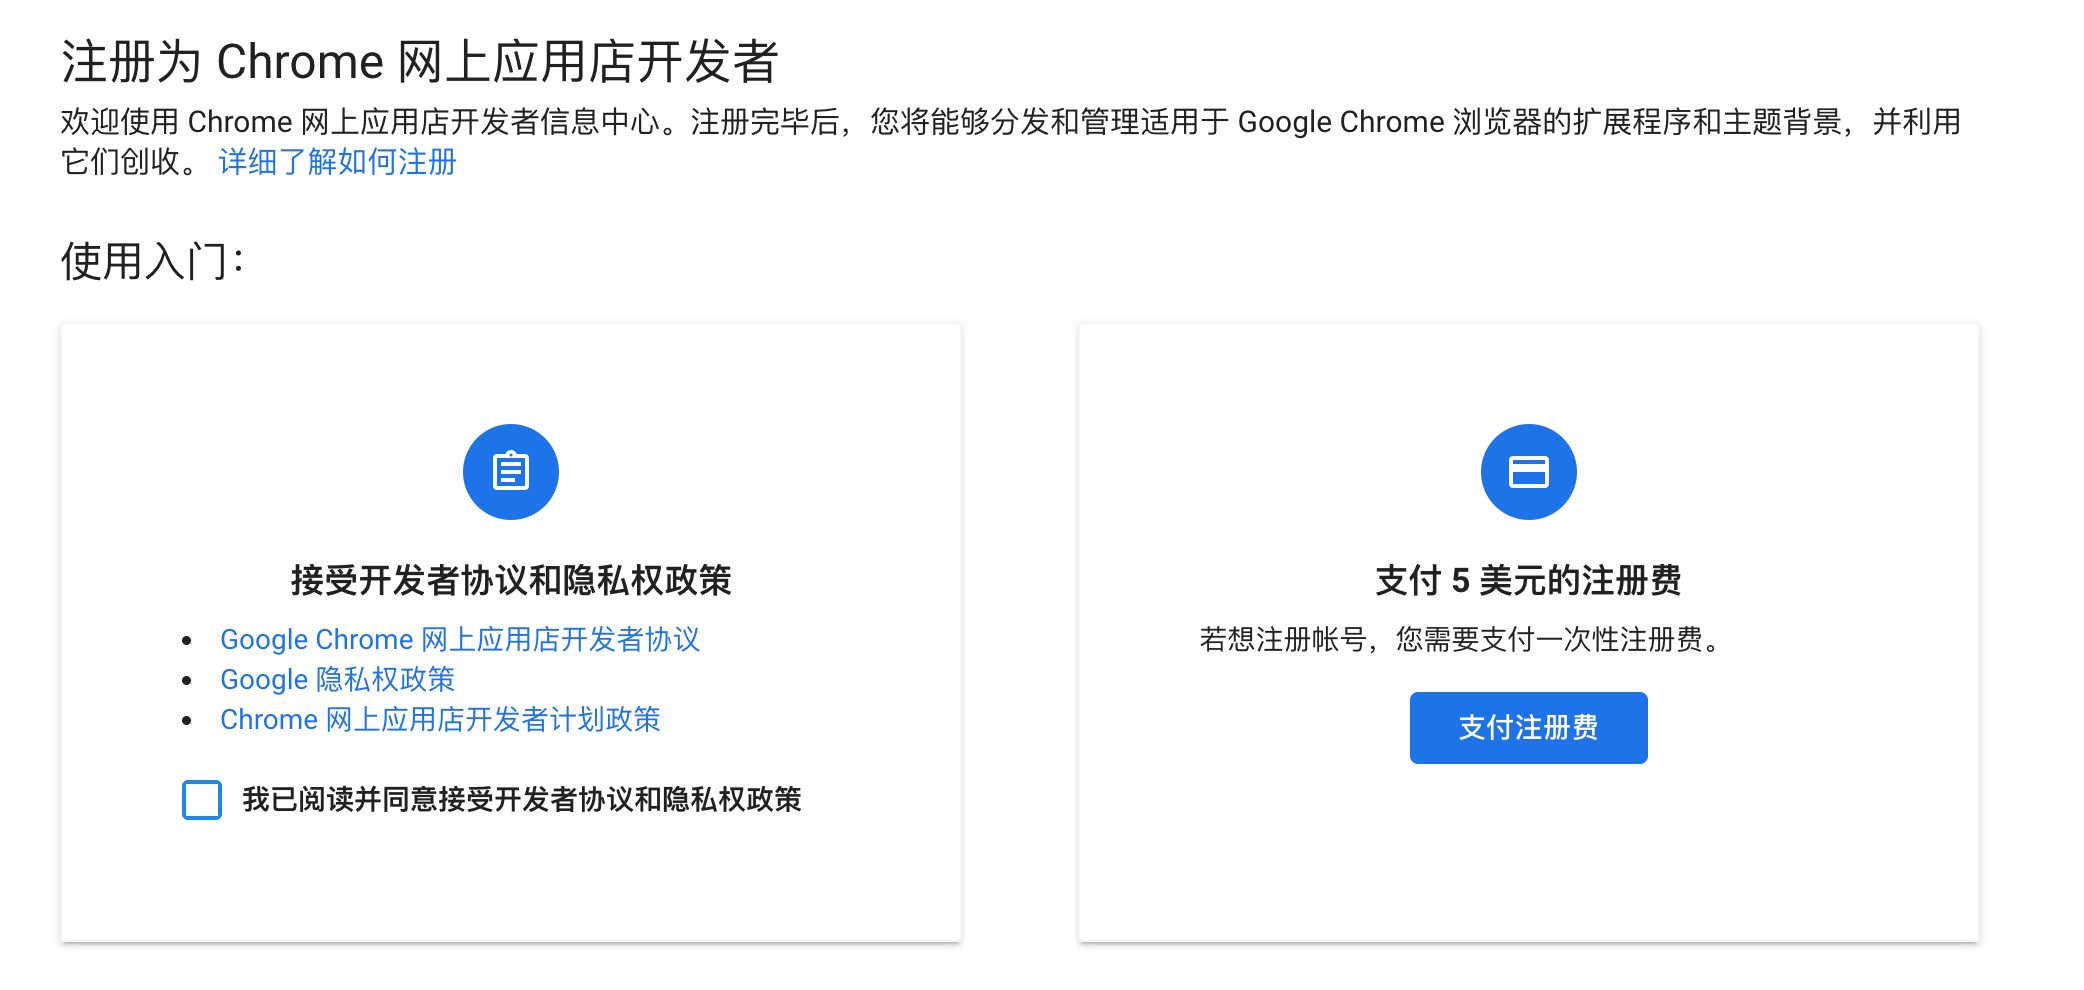 注册为 Chrome 网上应用店开发者
欢迎使用 Chrome 网上应用店开发者信息中心。注册完毕后，您将能够分发和管理适用于 Google Chrome 浏览器的扩展程序和主题背景，并利用
它们创收。 详细了解如何注册
使用入门：
接受开发者协议和隐私权政策
• Google Chrome 网上应用店开发者协议
• Google 隐私权政策
• Chrome 网上应用店开发者计划政策
我已阅读并同意接受开发者协议和隐私权政策
支付 5 美元的注册费
若想注册帐号，您需要支付一次性注册费。
支付注册费